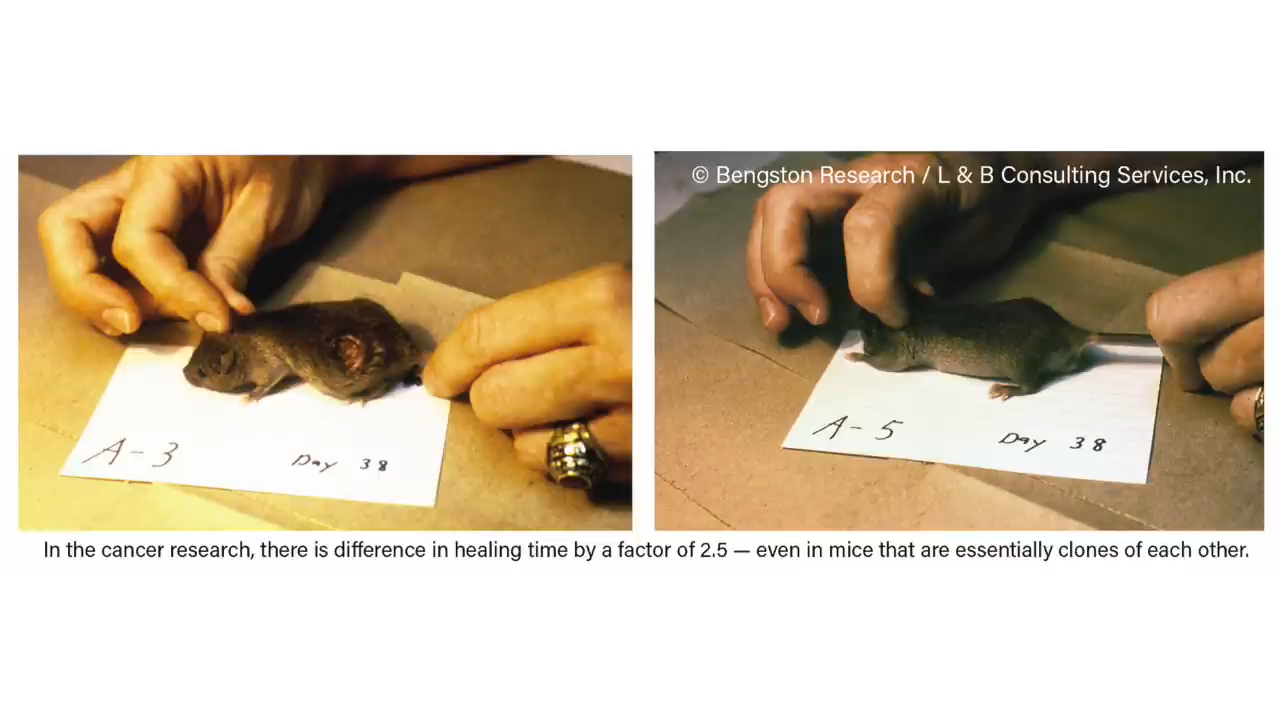 © Bengston Research / L & B Consulting Services, Inc.
A-3 Day 38
A-5 Day 38
In the cancer research, there is difference in healing time by a factor of 2.5 — even in mice that are essentially clones of each other.